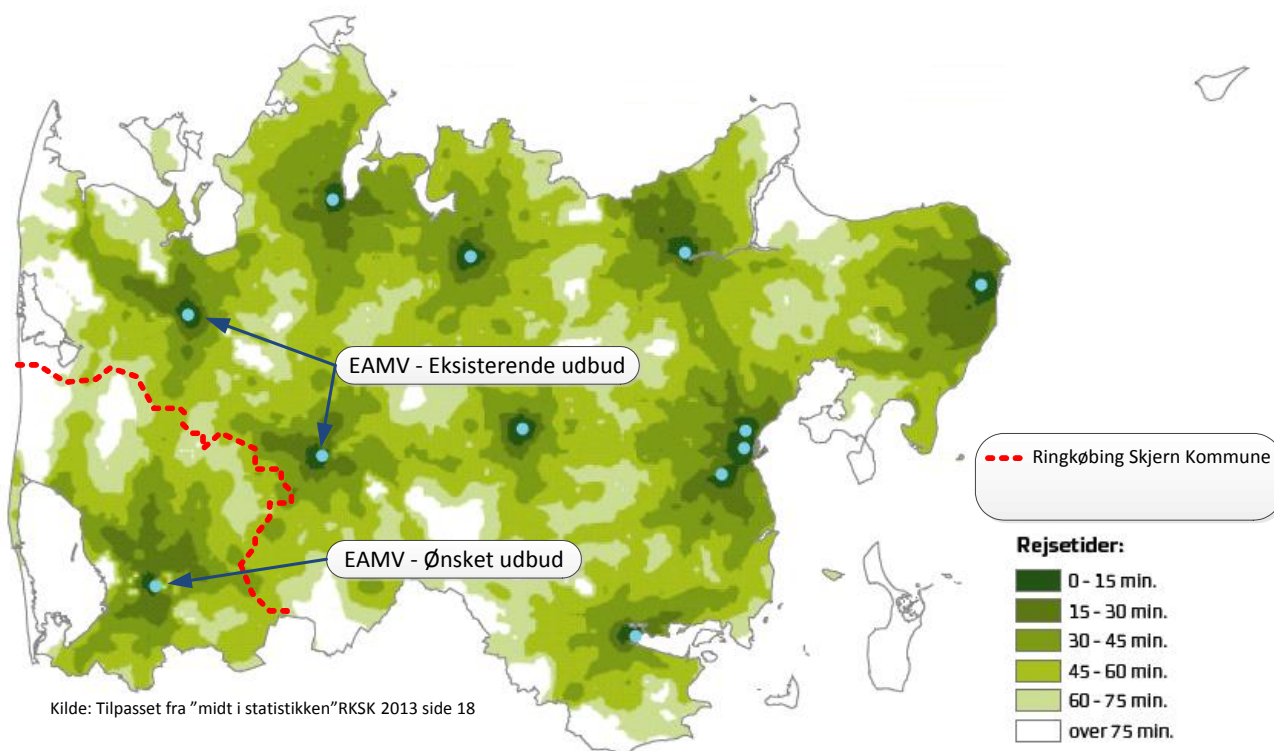 EAMV - Eksisterende udbud
Ringkøbing Skjern Kommune
EAMV - Ønsket udbud
Rejsetider:
0 - 15 min.
15 - 30 min.
30 - 45 min.
45 - 60 min.
60 - 75 min.
over 75 min.
Kilde: Tilpasset fra ”midt i statistikken”RKSK 2013 side 18